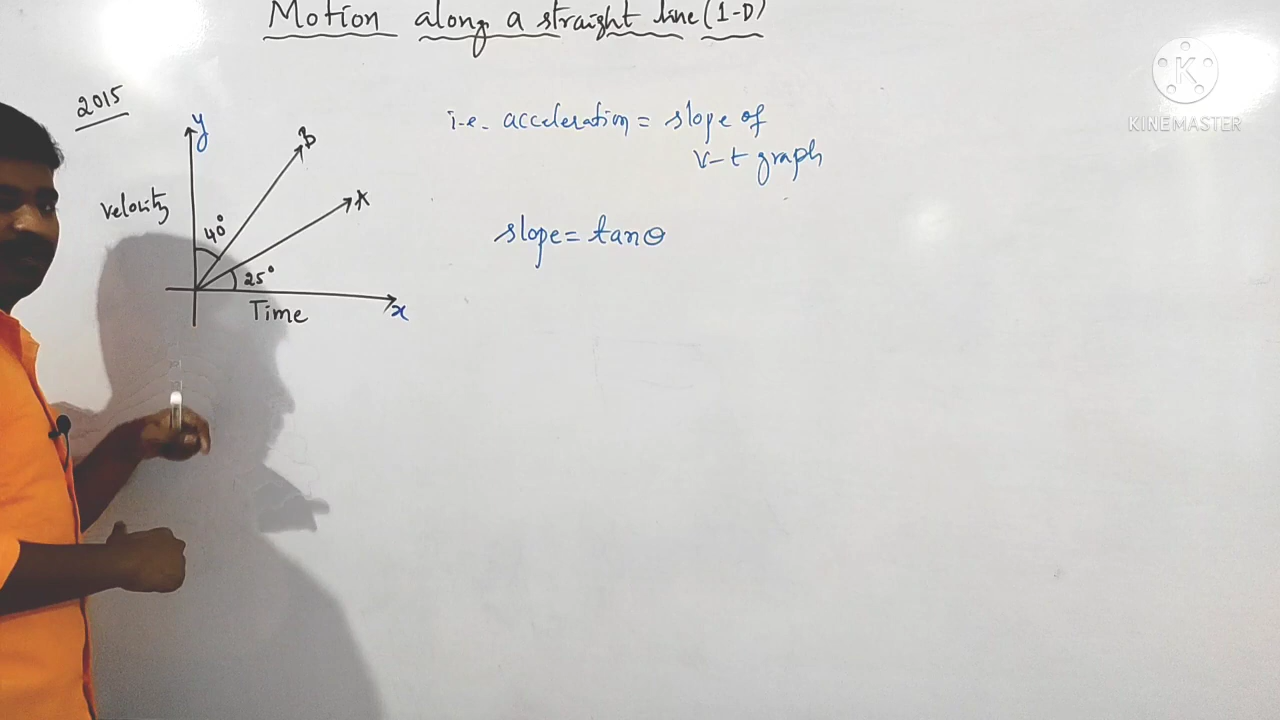 Motion along a straight line (1-D)
K
KINEMASTER
2015
y
B
i.e. acceleration = slope of
v-t graph
A
Velocity
40°
slope = tanθ
25°
Time
x